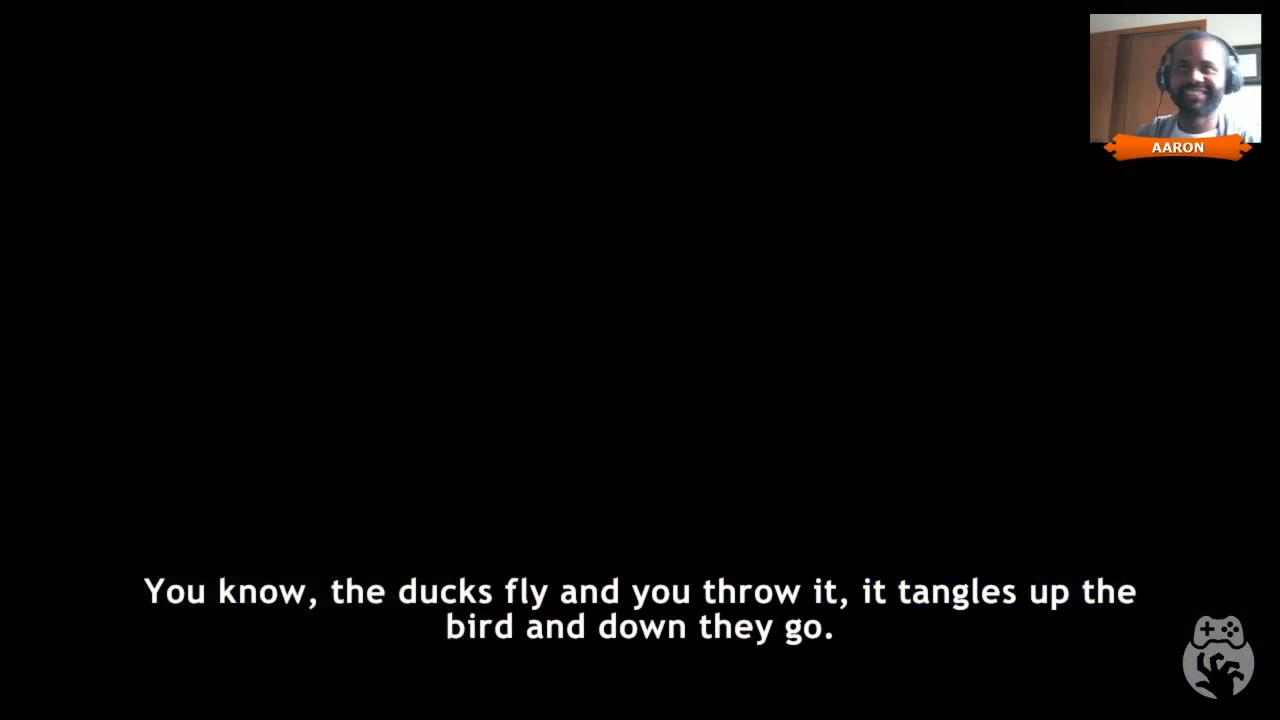 AARON
You know, the ducks fly and you throw it, it tangles up the
bird and down they go.